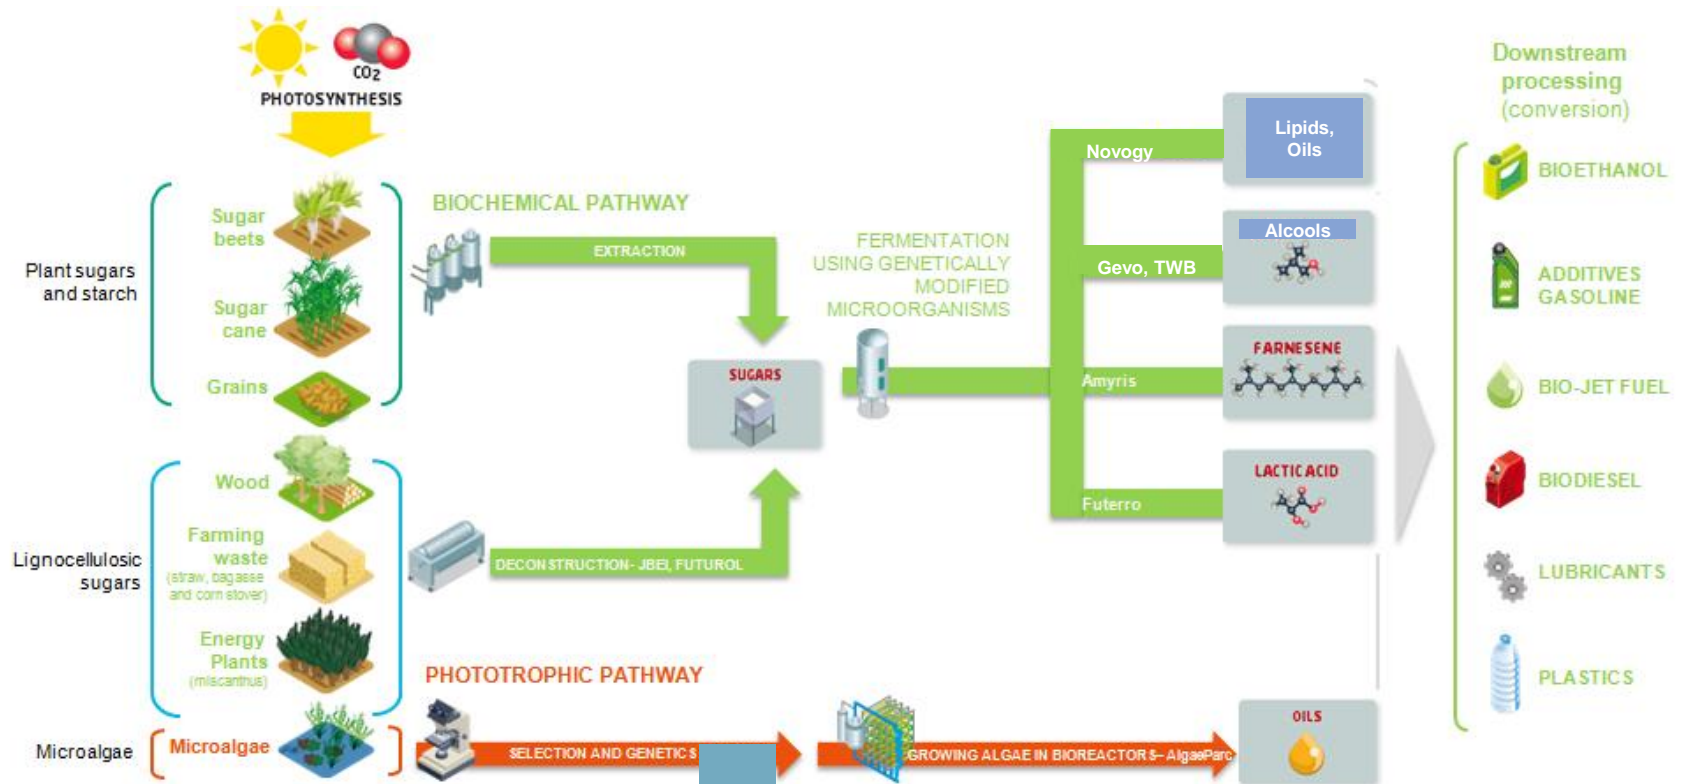 CO2
PHOTOSYNTHESIS
Plant sugars
and starch
Sugar
beets
Sugar
cane
Grains
Lignocellulosic
sugars
Wood
Farming
waste
(straw, bagasse
and corn stover)
Energy
Plants
(miscanthus)
Microalgae
Microalgae
BIOCHEMICAL PATHWAY
EXTRACTION
SUGARS
DECONSTRUCTION- JBEI, FUTUROL
PHOTOTROPHIC PATHWAY
SELECTION AND GENETICS
GROWING ALGAE IN BIOREACTORS– AlgaeParc
FERMENTATION
USING GENETICALLY
MODIFIED
MICROORGANISMS
Novogy
Gevo, TWB
Amyris
Futerro
Lipids,
Oils
Alcools
FARNESENE
LACTIC ACID
OILS
Downstream
processing
(conversion)
BIOETHANOL
ADDITIVES
GASOLINE
BIO-JET FUEL
BIODIESEL
LUBRICANTS
PLASTICS